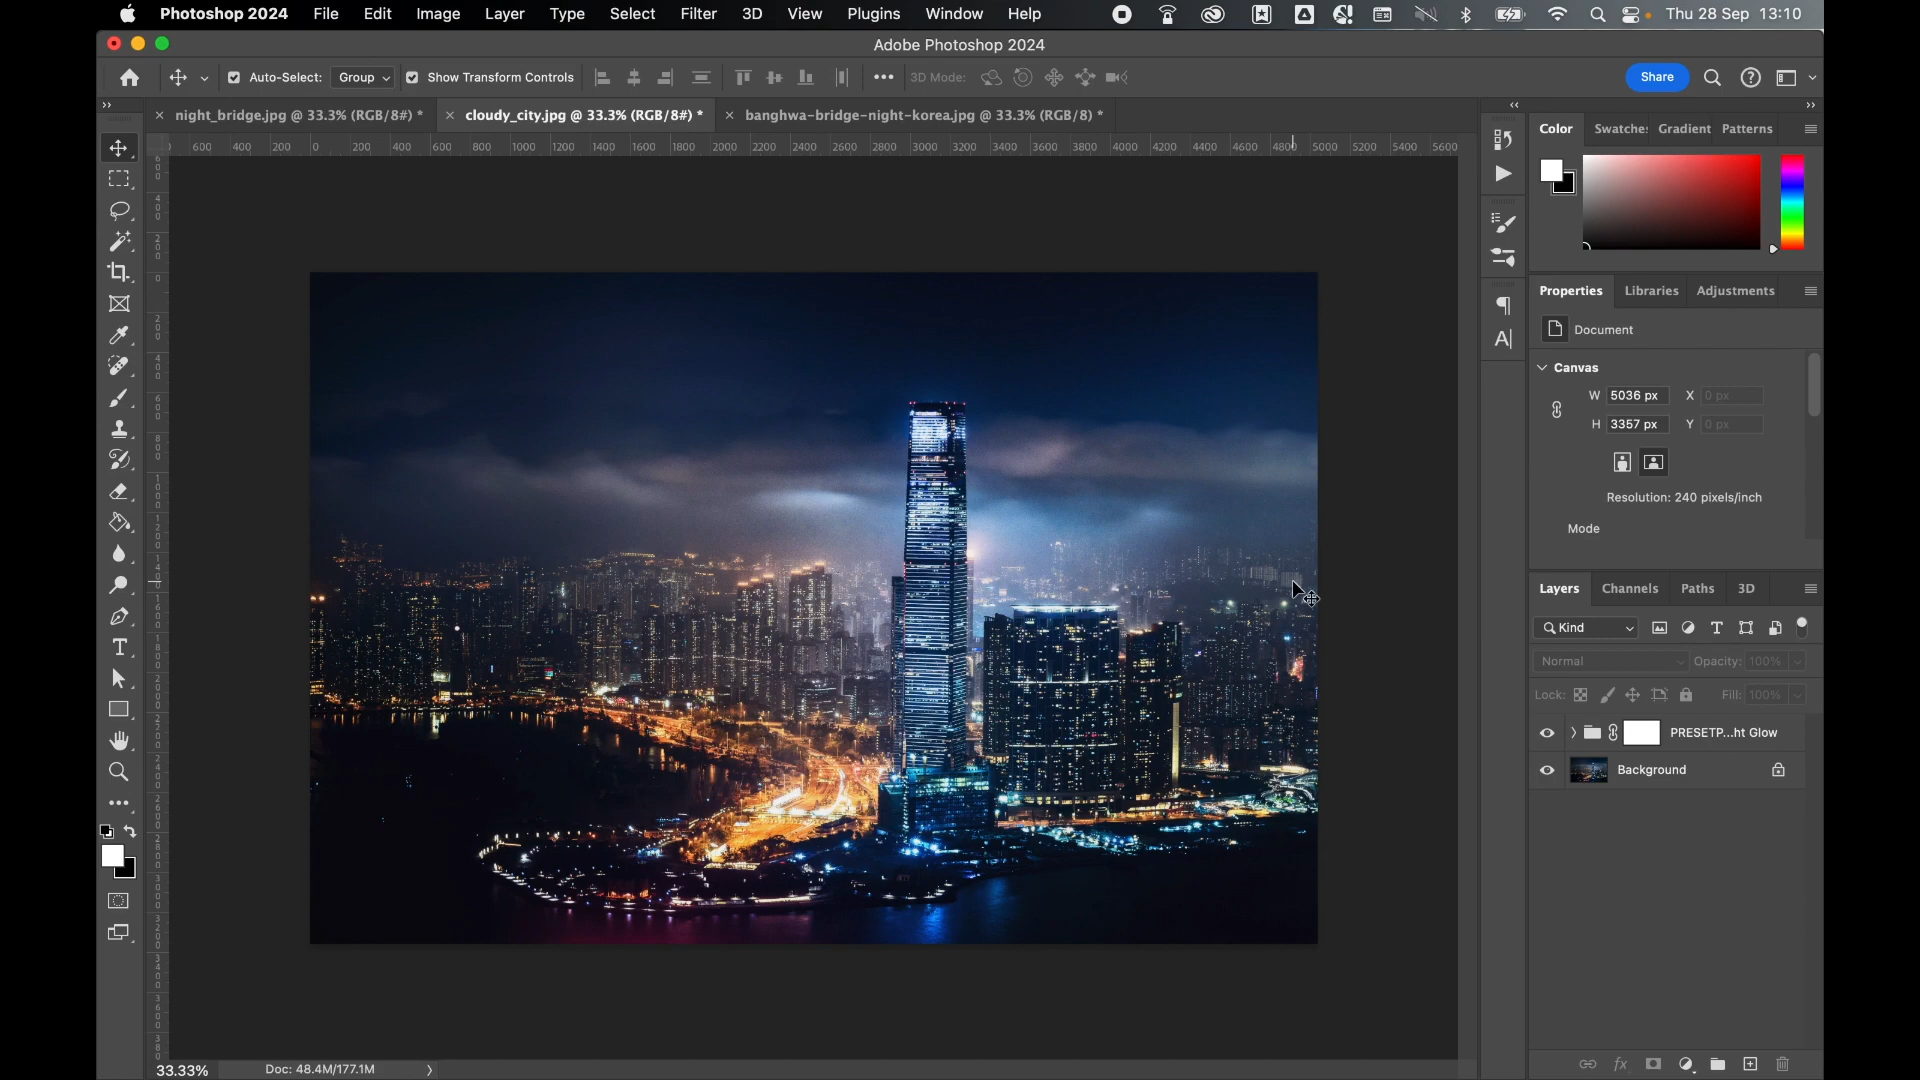 Photoshop 2024 File Edit Image Layer Type Select Filter 3D View Plugins Window Help Thu 28 Sep 13:10
Adobe Photoshop 2024
Auto-Select: Group Show Transform Controls 3D Mode: Share
night_bridge.jpg @ 33.3% (RGB/8#) * cloudy_city.jpg @ 33.3% (RGB/8#) * banghwa-bridge-night-korea.jpg @ 33.3% (RGB/8) *
600 400 200 0 200 400 600 800 1000 1200 1400 1600 1800 2000 2200 2400 2600 2800 3000 3200 3400 3600 3800 4000 4200 4400 4600 4800 5000 5200 5400 5600
Color Swatches Gradient Patterns
Properties Libraries Adjustments
Document
Canvas
W 5036 px X 0 px
H 3357 px Y 0 px
Resolution: 240 pixels/inch
Mode
Layers Channels Paths 3D
Kind
Normal Opacity: 100%
Lock: Fill: 100%
PRESETP...ht Glow
Background
33.33% Doc: 48.4M/177.1M